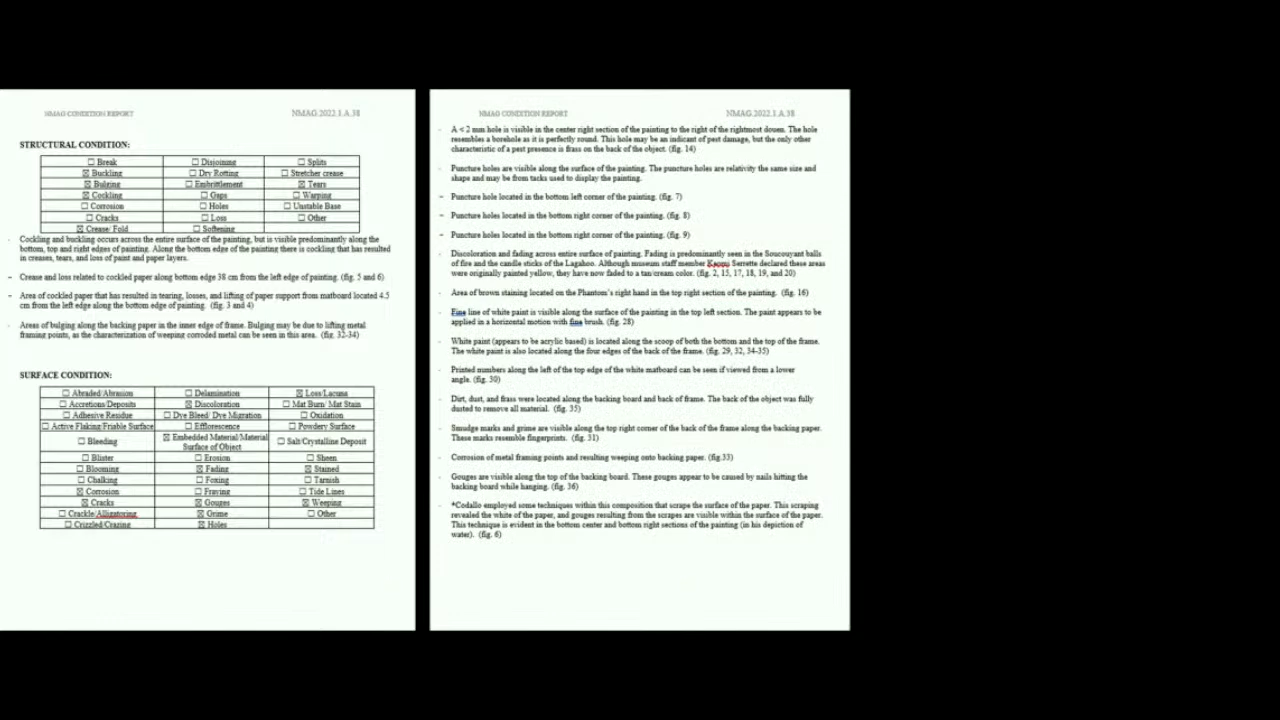 NMAG CONDITION REPORT NMAG.2022.1.A.38
STRUCTURAL CONDITION:
☐ Break ☐ Disjoining ☐ Splits
☒ Buckling ☐ Dry Rotting ☐ Stretcher crease
☒ Bulging ☐ Embrittlement ☒ Tears
☒ Cockling ☐ Gaps ☐ Warping
☐ Corrosion ☐ Holes ☐ Unstable Base
☐ Cracks ☐ Loss ☐ Other
☒ Crease/ Fold ☐ Softening
Cockling and buckling occurs across the entire surface of the painting, but is visible predominantly along the
bottom, top and right edges of painting. Along the bottom edge of the painting there is cockling that has resulted
in creases, tears, and loss of paint and paper layers.
Crease and loss related to cockled paper along bottom edge 38 cm from the left edge of painting. (fig. 5 and 6)
Area of cockled paper that has resulted in tearing, losses, and lifting of paper support from matboard located 4.5
cm from the left edge along the bottom edge of painting. (fig. 3 and 4)
Areas of bulging along the backing paper in the inner edge of frame. Bulging may be due to lifting metal
framing points, as the characterization of weeping corroded metal can be seen in this area. (fig. 32-34)
SURFACE CONDITION:
☐ Abraded/Abrasion ☐ Delamination ☒ Loss/Lacuna
☐ Accretions/Deposits ☒ Discoloration ☐ Mat Burn/ Mat Stain
☐ Adhesive Residue ☐ Dye Bleed/ Dye Migration ☐ Oxidation
☐ Active Flaking/Friable Surface ☐ Efflorescence ☐ Powdery Surface
☐ Bleeding ☒ Embedded Material/Material Surface of Object ☐ Salt/Crystalline Deposit
☐ Blister ☐ Erosion ☐ Sheen
☐ Blooming ☒ Fading ☒ Stained
☐ Chalking ☐ Foxing ☐ Tarnish
☒ Corrosion ☐ Fraying ☐ Tide Lines
☒ Cracks ☒ Gouges ☒ Weeping
☐ Crackle/Alligatoring ☒ Grime ☐ Other
☐ Crizzled/Crazing ☒ Holes
NMAG CONDITION REPORT NMAG.2022.1.A.38
A < 2 mm hole is visible in the center right section of the painting to the right of the rightmost douen. The hole
resembles a borehole as it is perfectly round. This hole may be an indicant of pest damage, but the only other
characteristic of a pest presence is frass on the back of the object. (fig. 14)
Puncture holes are visible along the surface of the painting. The puncture holes are relativity the same size and
shape and may be from tacks used to display the painting.
Puncture hole located in the bottom left corner of the painting. (fig. 7)
Puncture holes located in the bottom right corner of the painting. (fig. 8)
Puncture holes located in the bottom right corner of the painting. (fig. 9)
Discoloration and fading across entire surface of painting. Fading is predominantly seen in the Soucouyant balls
of fire and the candle sticks of the Lagahoo. Although museum staff member Serrette declared these areas
were originally painted yellow, they have now faded to a tan/cream color. (fig. 2, 15, 17, 18, 19, and 20)
Area of brown staining located on the Phantom's right hand in the top right section of the painting. (fig. 16)
Fine line of white paint is visible along the surface of the painting in the top left section. The paint appears to be
applied in a horizontal motion with fine brush. (fig. 28)
White paint (appears to be acrylic based) is located along the scoop of both the bottom and the top of the frame.
The white paint is also located along the four edges of the back of the frame. (fig. 29, 32, 34-35)
Printed numbers along the left of the top edge of the white matboard can be seen if viewed from a lower
angle. (fig. 30)
Dirt, dust, and frass were located along the backing board and back of frame. The back of the object was fully
dusted to remove all material. (fig. 35)
Smudge marks and grime are visible along the top right corner of the back of the frame along the backing paper.
These marks resemble fingerprints. (fig. 31)
Corrosion of metal framing points and resulting weeping onto backing paper. (fig.33)
Gouges are visible along the top of the backing board. These gouges appear to be caused by nails hitting the
backing board while hanging. (fig. 36)
*Codallo employed some techniques within this composition that scrape the surface of the paper. This scraping
revealed the white of the paper, and gouges resulting from the scrapes are visible within the surface of the paper.
This technique is evident in the bottom center and bottom right sections of the painting (in his depiction of
water). (fig. 6)